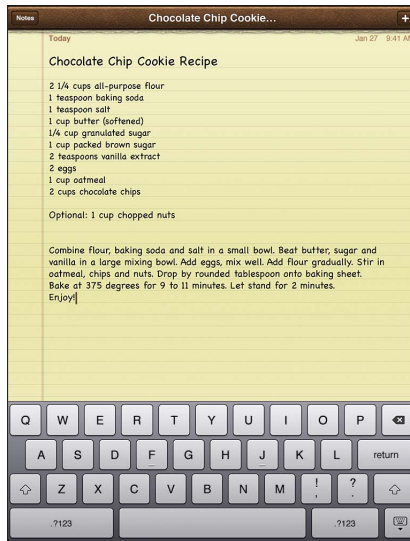 Notes
Chocolate Chip Cookie...
+
Today
Jan 27 9:41 AM
Chocolate Chip Cookie Recipe
2 1/4 cups all-purpose flour
1 teaspoon baking soda
1 teaspoon salt
1 cup butter (softened)
1/4 cup granulated sugar
1 cup packed brown sugar
2 teaspoons vanilla extract
2 eggs
1 cup oatmeal
2 cups chocolate chips
Optional: 1 cup chopped nuts
Combine flour, baking soda and salt in a small bowl. Beat butter, sugar and
vanilla in a large mixing bowl. Add eggs, mix well. Add flour gradually. Stir in
oatmeal, chips and nuts. Drop by rounded tablespoon onto baking sheet.
Bake at 375 degrees for 9 to 11 minutes. Let stand for 2 minutes.
Enjoy!
Q W E R T Y U I O P
A S D F G H J K L return
Z X C V B N M ! , ? .
.?123 .?123